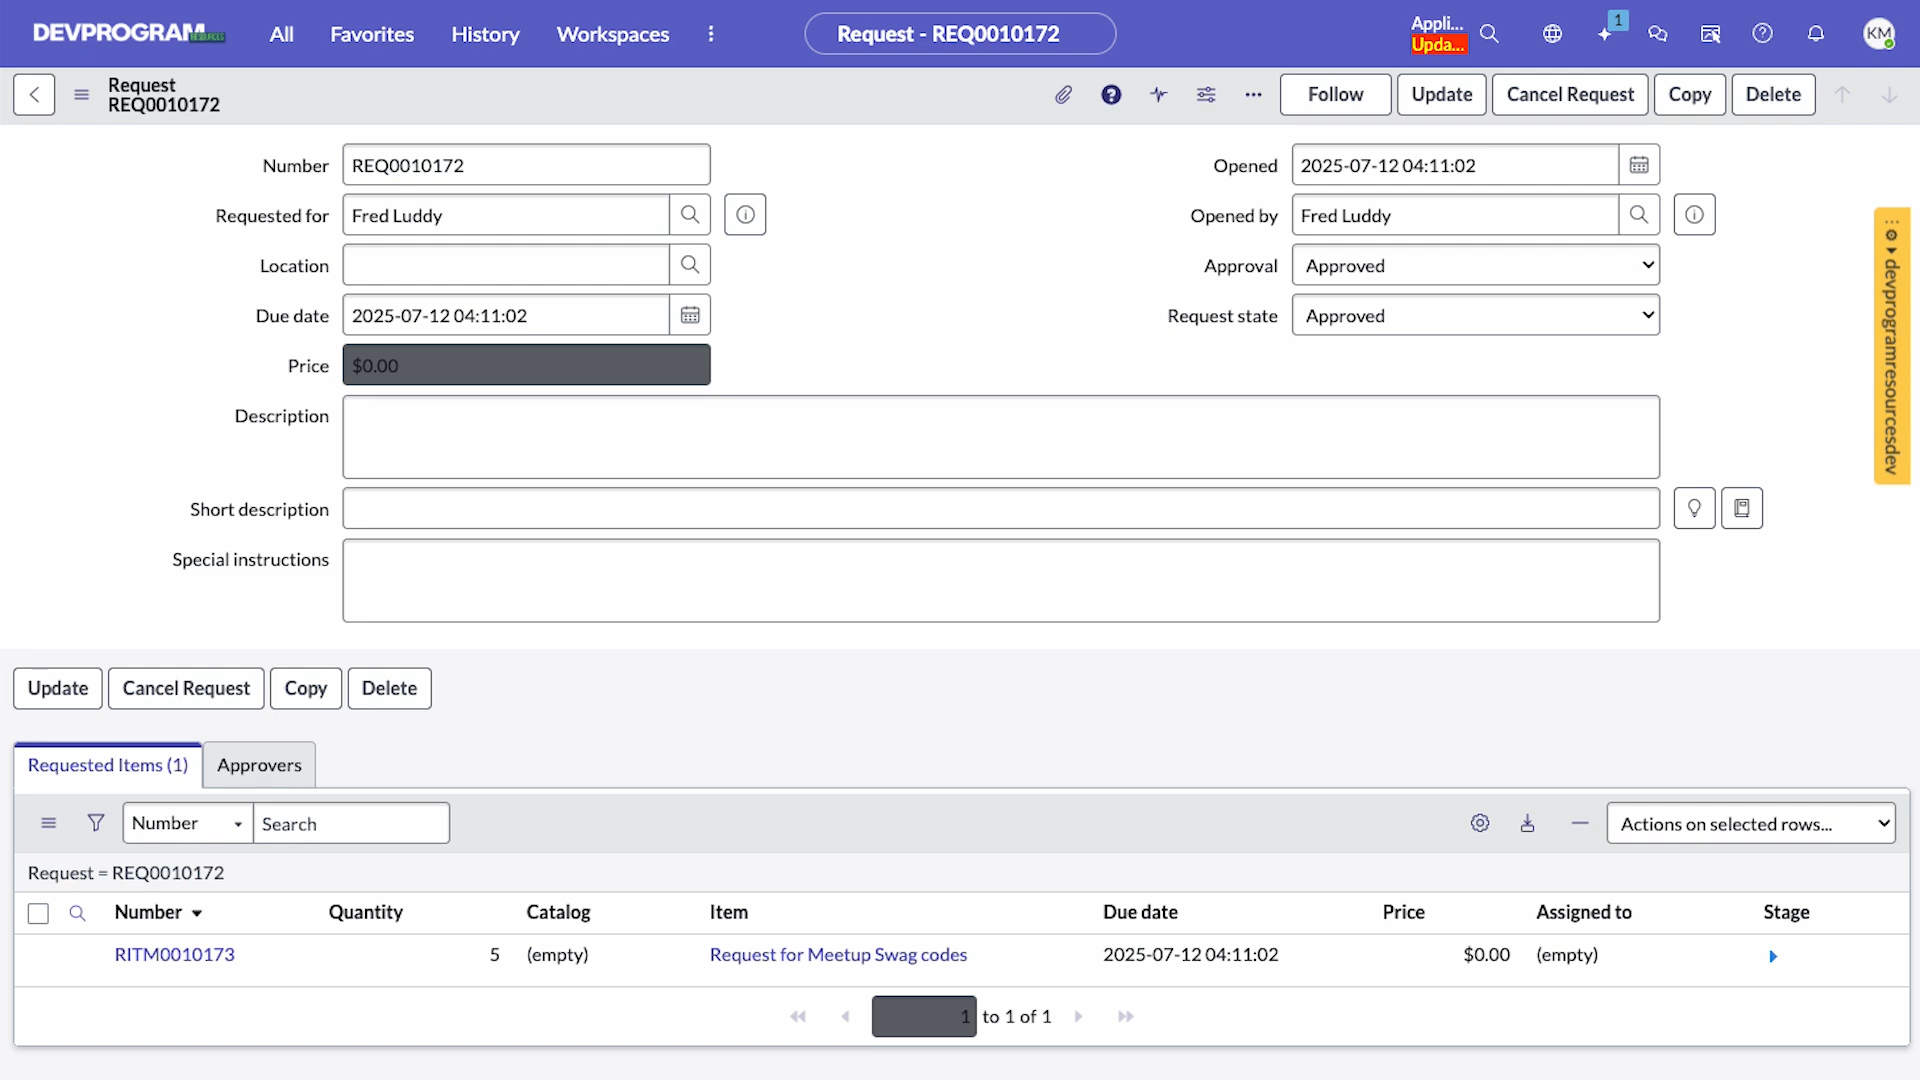 DEVPROGRAM RESOURCES All Favorites History Workspaces Request - REQ0010172 Appli... 1 KM
Upda...
Request
REQ0010172
Follow Update Cancel Request Copy Delete
Number REQ0010172 Opened 2025-07-12 04:11:02
Requested for Fred Luddy Opened by Fred Luddy
Location Approval Approved
Due date 2025-07-12 04:11:02 Request state Approved
Price $0.00
Description
Short description
Special instructions
devprogramresourcesdev
Update Cancel Request Copy Delete
Requested Items (1) Approvers
Number Search Actions on selected rows...
Request = REQ0010172
Number Quantity Catalog Item Due date Price Assigned to Stage
RITM0010173 5 (empty) Request for Meetup Swag codes 2025-07-12 04:11:02 $0.00 (empty)
1 to 1 of 1